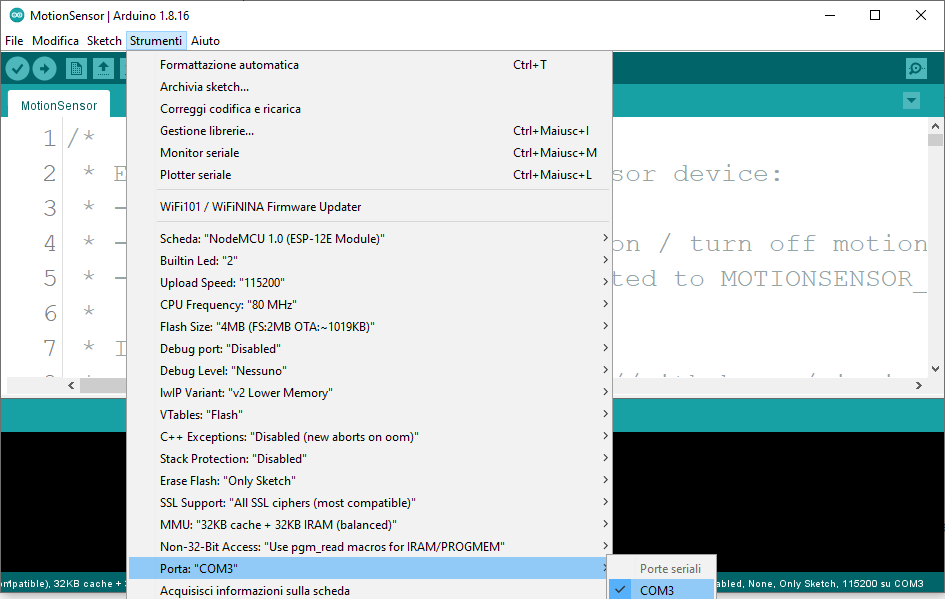 MotionSensor | Arduino 1.8.16
File Modifica Sketch Strumenti Aiuto
MotionSensor
Formattazione automatica Ctrl+T
Archivia sketch...
Correggi codifica e ricarica
Gestione librerie... Ctrl+Maiusc+I
Monitor seriale Ctrl+Maiusc+M
Plotter seriale Ctrl+Maiusc+L
WiFi101 / WiFiNINA Firmware Updater
Scheda: "NodeMCU 1.0 (ESP-12E Module)"
Builtin Led: "2"
Upload Speed: "115200"
CPU Frequency: "80 MHz"
Flash Size: "4MB (FS:2MB OTA:~1019KB)"
Debug port: "Disabled"
Debug Level: "Nessuno"
lwIP Variant: "v2 Lower Memory"
VTables: "Flash"
C++ Exceptions: "Disabled (new aborts on oom)"
Stack Protection: "Disabled"
Erase Flash: "Only Sketch"
SSL Support: "All SSL ciphers (most compatible)"
MMU: "32KB cache + 32KB IRAM (balanced)"
Non-32-Bit Access: "Use pgm_read macros for IRAM/PROGMEM"
Porta: "COM3"
Acquisisci informazioni sulla scheda
Porte seriali
COM3
1 /*
2 * E sor device:
3 * -
4 * - on / turn off motion
5 * - ted to MOTIONSENSOR_
6 *
7 * I
mpatible), 32KB cache + abled, None, Only Sketch, 115200 su COM3